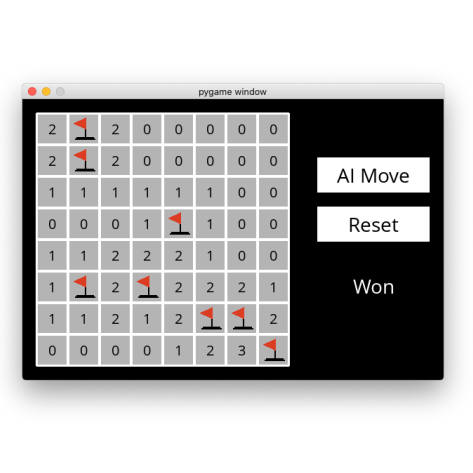 pygame window
2 2 0 0 0 0 0
2 2 0 0 0 0 0
1 1 1 1 1 1 0 0
0 0 0 1 1 0 0
1 1 2 2 2 1 0 0
1 2 2 2 2 1
1 1 2 1 2 2
0 0 0 0 1 2 3
AI Move
Reset
Won